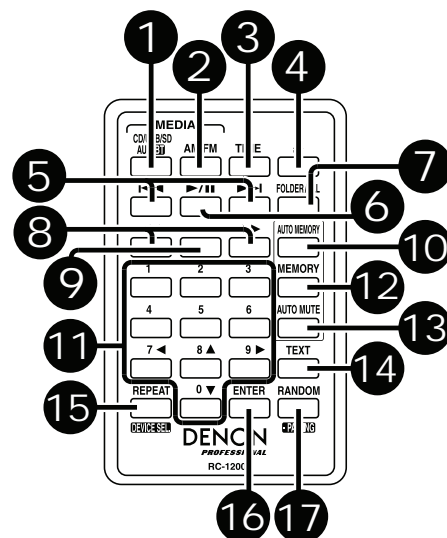 1 2 3 4
MEDIA
CD/USB/SD
AUX/BT AM/FM TIME
5 FOLDER/ALL 7
6
8 AUTO MEMORY
9 10
1 2 3 MEMORY
12
4 5 6 AUTO MUTE
11 13
7 ◀ 8 ▲ 9 ▶ TEXT
14
REPEAT 0 ▼ ENTER RANDOM
15
DEVICE SEL. DENON
PROFESSIONAL
RC-1200
16 17